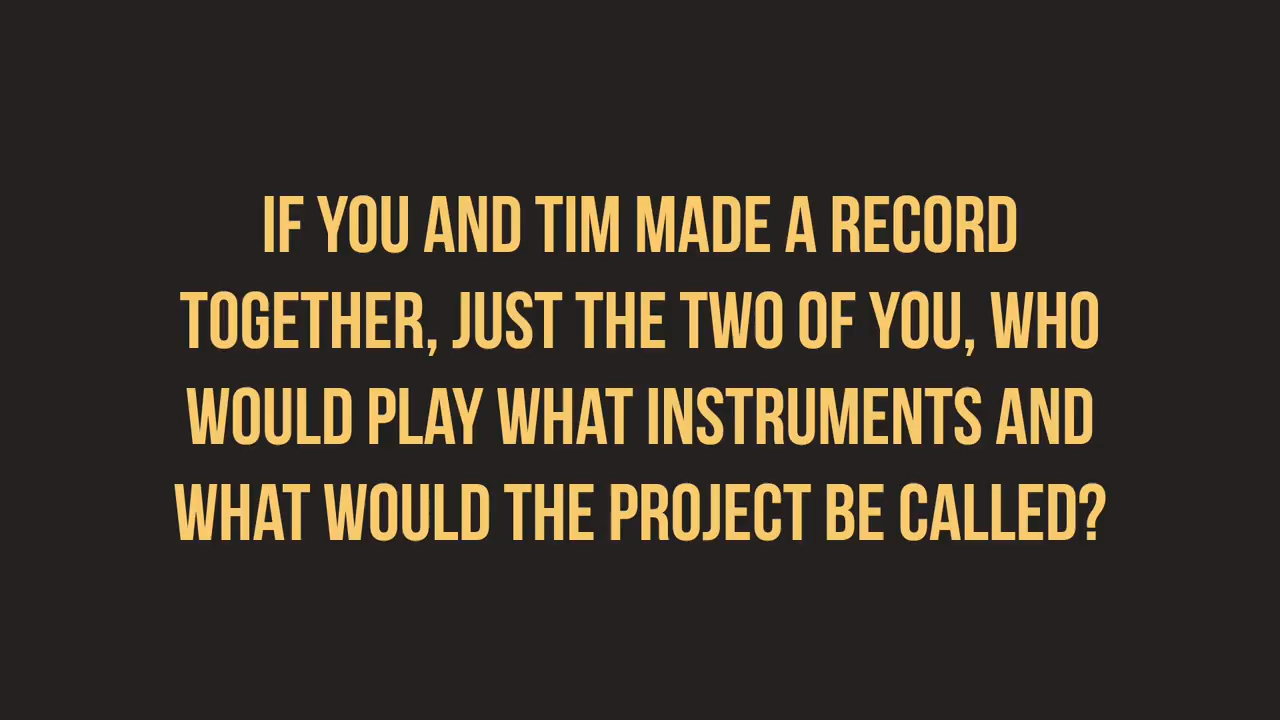 IF YOU AND TIM MADE A RECORD
TOGETHER, JUST THE TWO OF YOU, WHO
WOULD PLAY WHAT INSTRUMENTS AND
WHAT WOULD THE PROJECT BE CALLED?